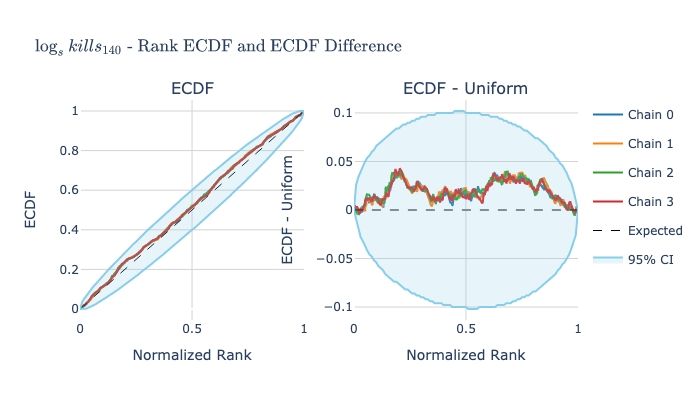 log_s kills_140 - Rank ECDF and ECDF Difference
ECDF
ECDF
1
0.8
0.6
0.4
0.2
0
0
0.5
1
Normalized Rank
ECDF - Uniform
ECDF - Uniform
0.1
0.05
0
−0.05
−0.1
0
0.5
1
Normalized Rank
Chain 0
Chain 1
Chain 2
Chain 3
Expected
95% CI